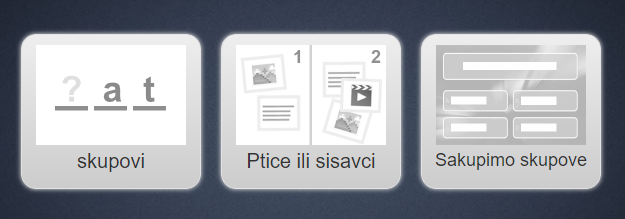 ? a t
skupovi
1 2
Ptice ili sisavci
Sakupimo skupove